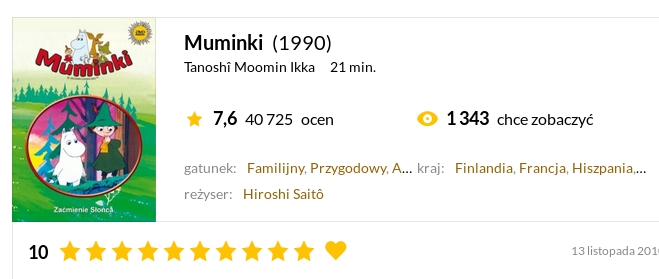 Muminki
Zaćmienie Słońca
Muminki (1990)
Tanoshî Moomin Ikka 21 min.
7,6 40 725 ocen 1 343 chce zobaczyć
gatunek: Familijny, Przygodowy, A... kraj: Finlandia, Francja, Hiszpania,...
reżyser: Hiroshi Saitô
10
13 listopada 201